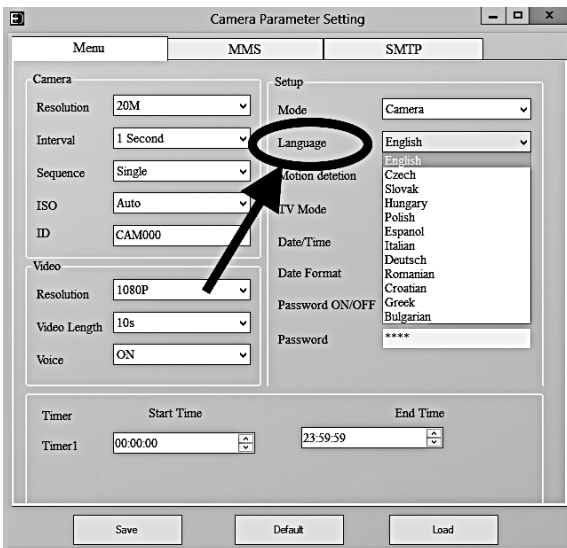 Camera Parameter Setting
Menu MMS SMTP
Camera
Resolution 20M
Interval 1 Second
Sequence Single
ISO Auto
ID CAM000
Video
Resolution 1080P
Video Length 10s
Voice ON
Setup
Mode Camera
Language English
English
Czech
Slovak
Hungary
Polish
Espanol
Italian
Deutsch
Romanian
Croatian
Greek
Bulgarian
Motion detetion
TV Mode
Date/Time
Date Format
Password ON/OFF
Password ****
Timer Start Time End Time
Timer1 00:00:00 23:59:59
Save Default Load